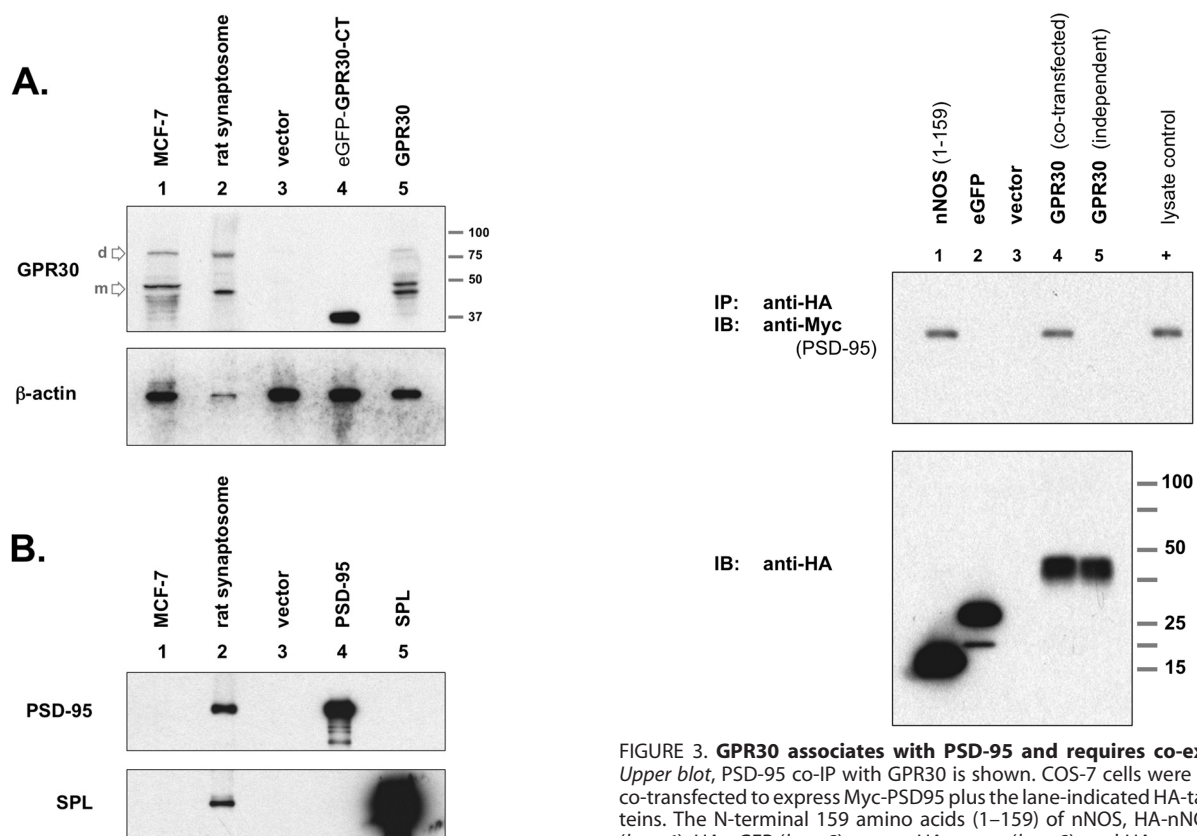 A.
MCF-7
rat synaptosome
vector
eGFP-GPR30-CT
GPR30
1 2 3 4 5
GPR30
d
m
100
75
50
37
β-actin
B.
MCF-7
rat synaptosome
vector
PSD-95
SPL
1 2 3 4 5
PSD-95
SPL
nNOS (1-159)
eGFP
vector
GPR30 (co-transfected)
GPR30 (independent)
lysate control
1 2 3 4 5 +
IP: anti-HA
IB: anti-Myc
(PSD-95)
IB: anti-HA
100
50
25
15
FIGURE 3. GPR30 associates with PSD-95 and requires co-ex
Upper blot, PSD-95 co-IP with GPR30 is shown. COS-7 cells were
co-transfected to express Myc-PSD95 plus the lane-indicated HA-ta
teins. The N-terminal 159 amino acids (1–159) of nNOS, HA-nNO